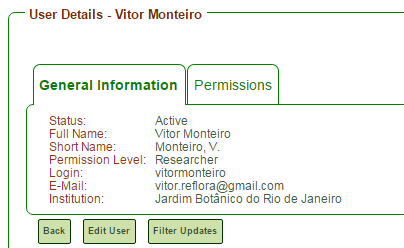 User Details - Vitor Monteiro
General Information Permissions
Status: Active
Full Name: Vitor Monteiro
Short Name: Monteiro, V.
Permission Level: Researcher
Login: vitormonteiro
E-Mail: vitor.reflora@gmail.com
Institution: Jardim Botânico do Rio de Janeiro
Back Edit User Filter Updates